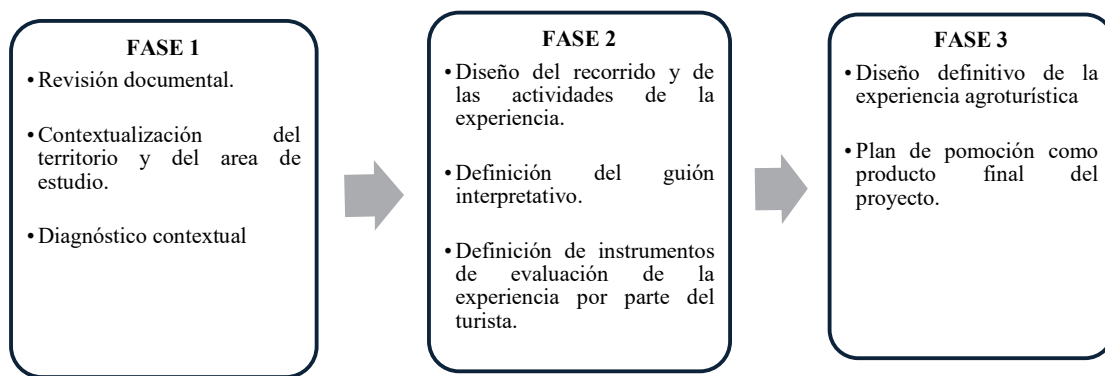 FASE 1
•Revisión documental.
•Contextualización del
territorio y del area de
estudio.
•Diagnóstico contextual
FASE 2
•Diseño del recorrido y de
las actividades de la
experiencia.
•Definición del guión
interpretativo.
•Definición de instrumentos
de evaluación de la
experiencia por parte del
turista.
FASE 3
•Diseño definitivo de la
experiencia agroturística
•Plan de pomoción como
producto final del
proyecto.